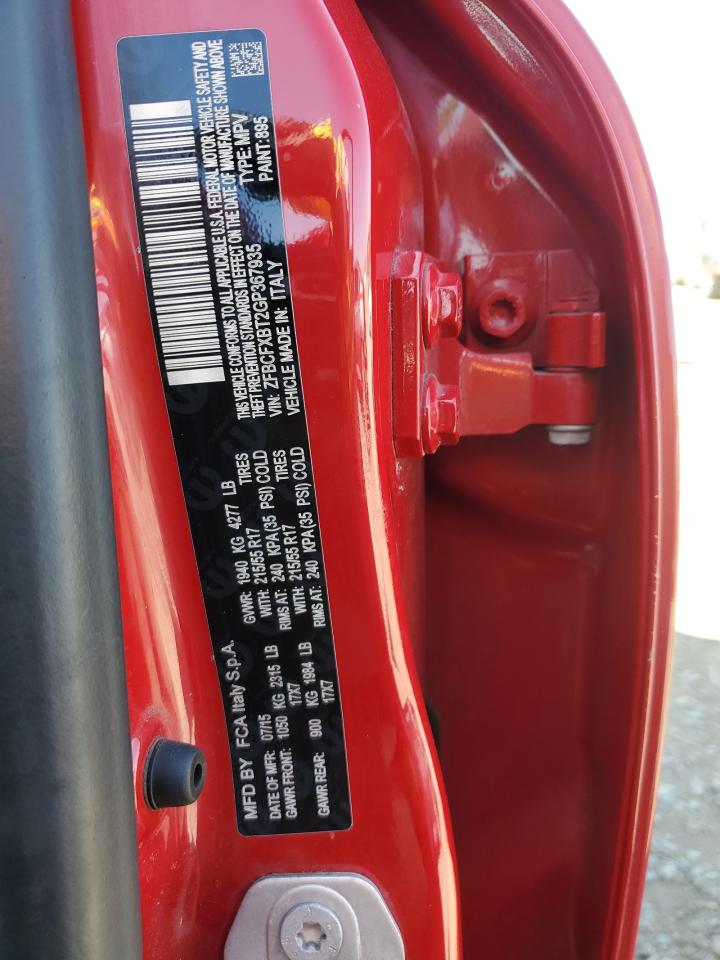 MFD BY FCA Italy S.p.A.
DATE OF MFR: 07/15 GVWR: 1940 KG 4277 LB
GAWR FRONT: 1050 KG 2315 LB WITH: 215/55 R17 TIRES
17X7 RIMS AT: 240 KPA(35 PSI) COLD
GAWR REAR: 900 KG 1984 LB WITH: 215/55 R17 TIRES
17X7 RIMS AT: 240 KPA(35 PSI) COLD
THIS VEHICLE CONFORMS TO ALL APPLICABLE U.S.A. FEDERAL MOTOR VEHICLE SAFETY AND
THEFT PREVENTION STANDARDS IN EFFECT ON THE DATE OF MANUFACTURE SHOWN ABOVE
VIN: ZFBCFXBT2GP367935 TYPE: MPV
VEHICLE MADE IN: ITALY PAINT: 895